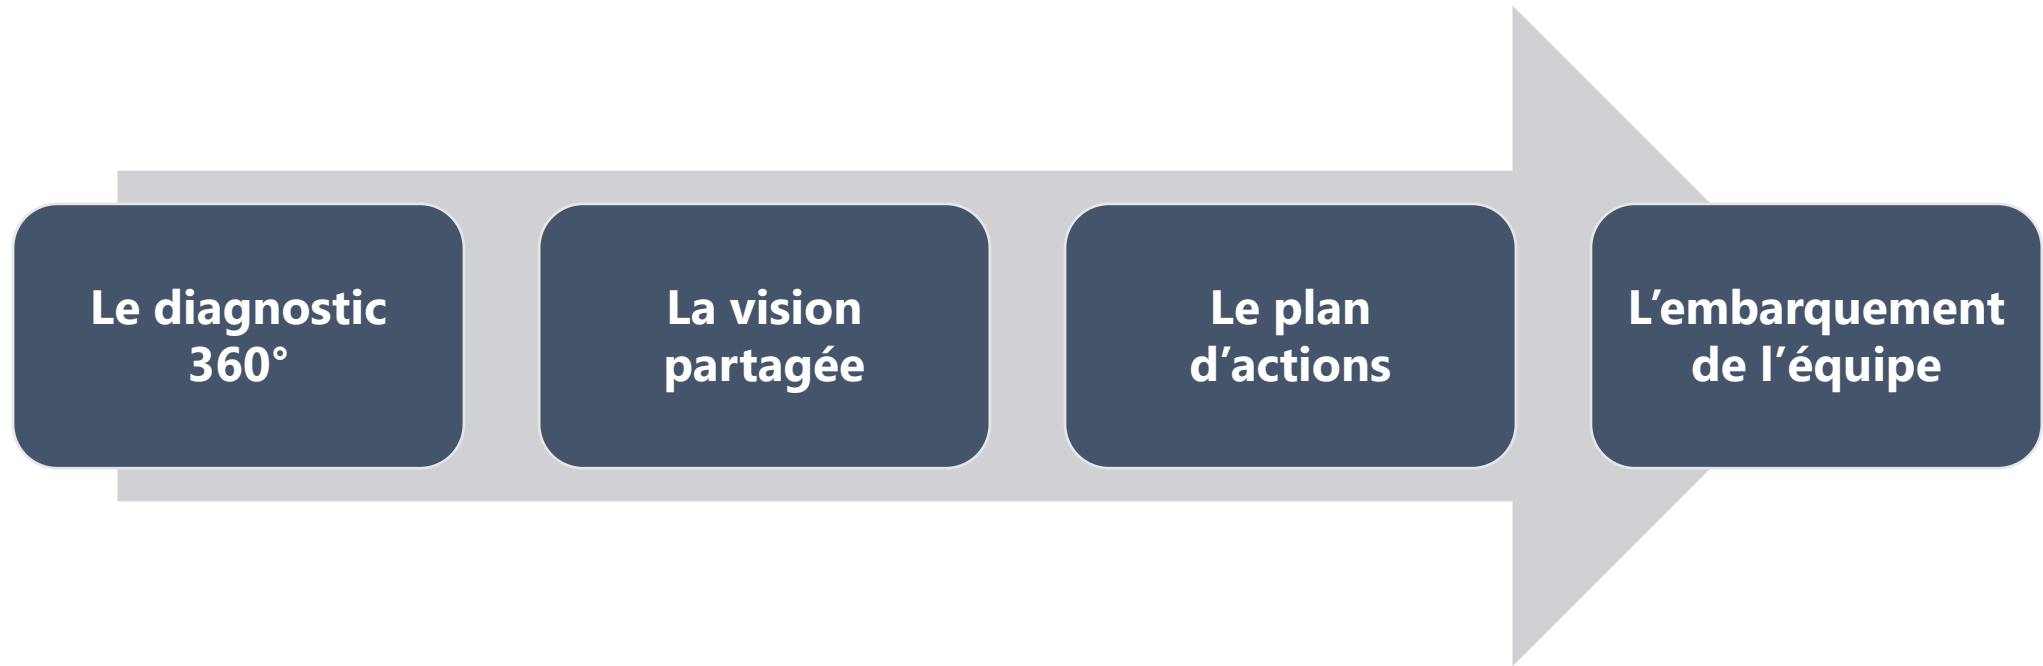 Le diagnostic
360°
La vision
partagée
Le plan
d’actions
L’embarquement
de l’équipe